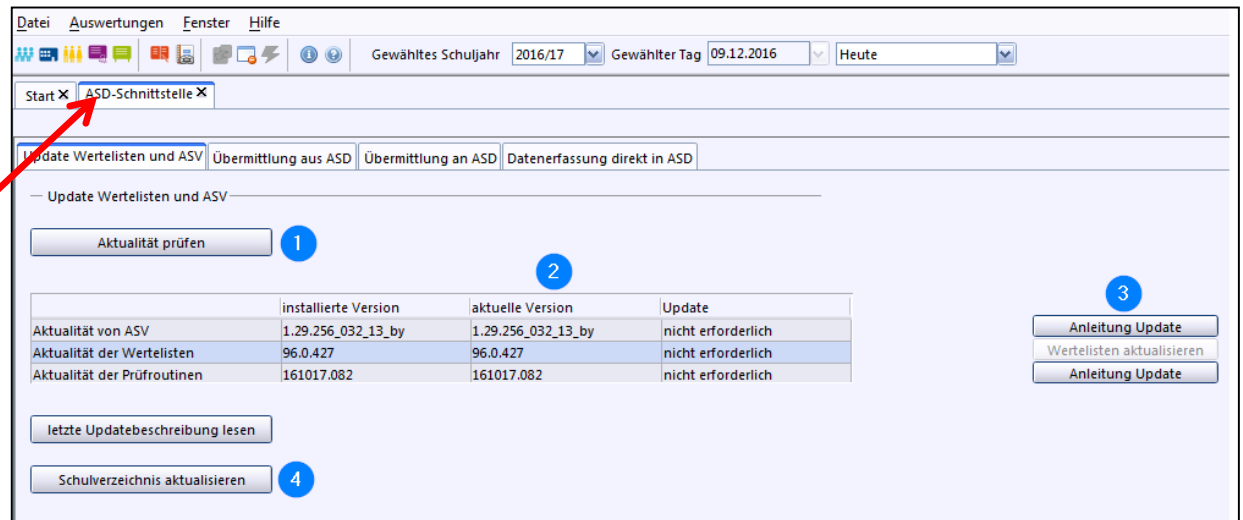 Datei Auswertungen Fenster Hilfe
Gewähltes Schuljahr 2016/17 Gewählter Tag 09.12.2016 Heute
Start X ASD-Schnittstelle X
Update Wertelisten und ASV Übermittlung aus ASD Übermittlung an ASD Datenerfassung direkt in ASD
Update Wertelisten und ASV
Aktualität prüfen 1
2
3
installierte Version aktuelle Version Update
Aktualität von ASV 1.29.256_032_13_by 1.29.256_032_13_by nicht erforderlich Anleitung Update
Aktualität der Wertelisten 96.0.427 96.0.427 nicht erforderlich Wertelisten aktualisieren
Aktualität der Prüfroutinen 161017.082 161017.082 nicht erforderlich Anleitung Update
letzte Updatebeschreibung lesen
Schulverzeichnis aktualisieren 4